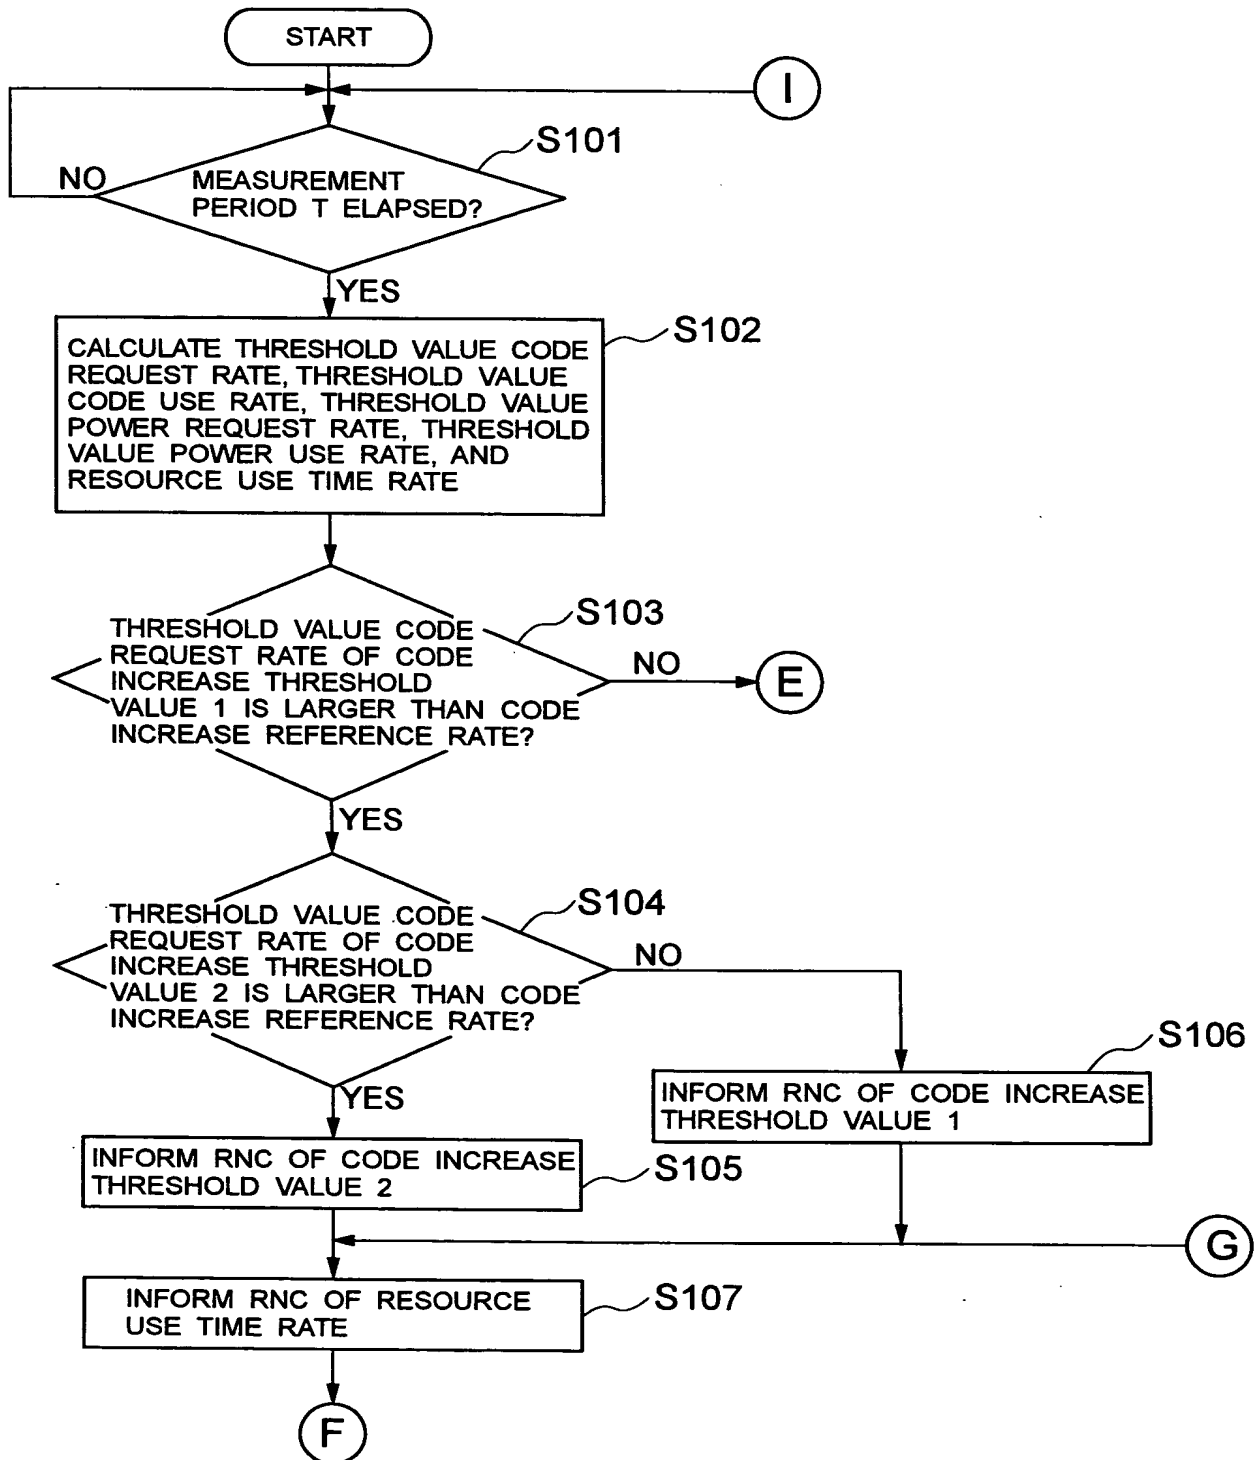 START
I
S101
NO
MEASUREMENT
PERIOD T ELAPSED?
YES
S102
CALCULATE THRESHOLD VALUE CODE
REQUEST RATE, THRESHOLD VALUE
CODE USE RATE, THRESHOLD VALUE
POWER REQUEST RATE, THRESHOLD
VALUE POWER USE RATE, AND
RESOURCE USE TIME RATE
S103
THRESHOLD VALUE CODE
REQUEST RATE OF CODE
INCREASE THRESHOLD
VALUE 1 IS LARGER THAN CODE
INCREASE REFERENCE RATE?
NO
E
YES
S104
THRESHOLD VALUE CODE
REQUEST RATE OF CODE
INCREASE THRESHOLD
VALUE 2 IS LARGER THAN CODE
INCREASE REFERENCE RATE?
NO
S106
INFORM RNC OF CODE INCREASE
THRESHOLD VALUE 1
YES
INFORM RNC OF CODE INCREASE
THRESHOLD VALUE 2
S105
G
INFORM RNC OF RESOURCE
USE TIME RATE
S107
F